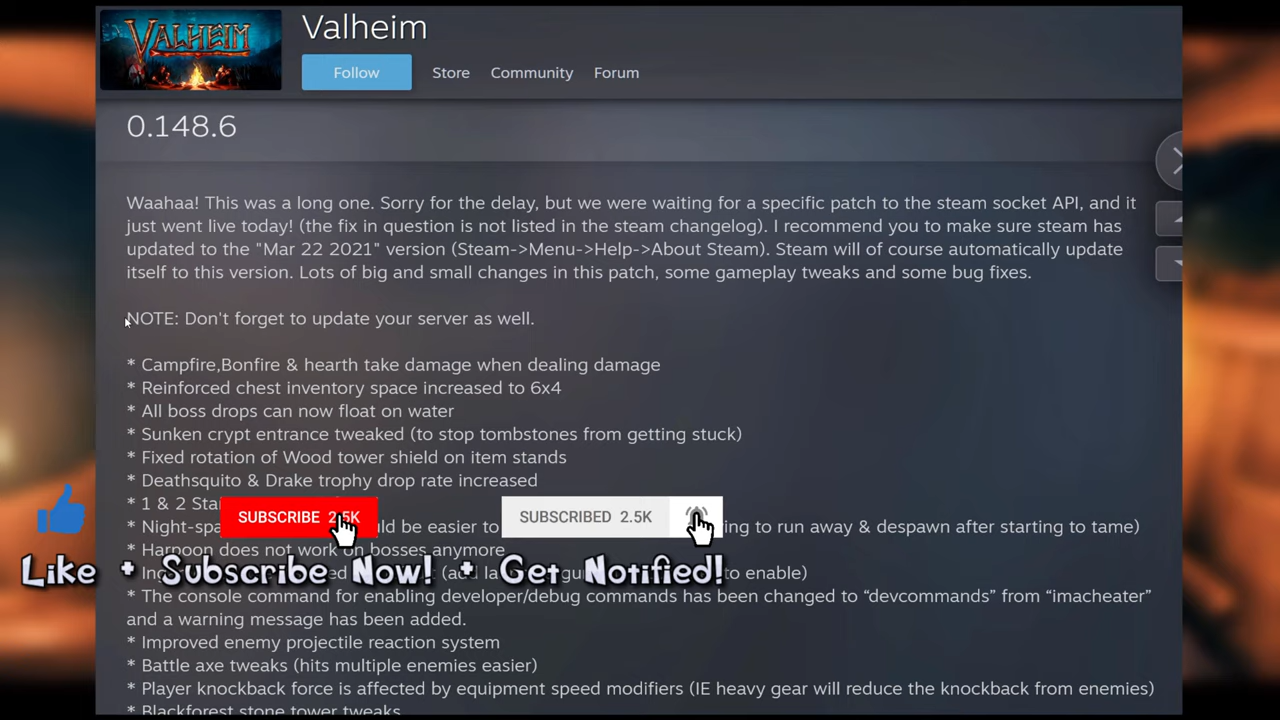 VALHEIM
Valheim
Follow Store Community Forum
0.148.6
Waahaa! This was a long one. Sorry for the delay, but we were waiting for a specific patch to the steam socket API, and it
just went live today! (the fix in question is not listed in the steam changelog). I recommend you to make sure steam has
updated to the "Mar 22 2021" version (Steam->Menu->Help->About Steam). Steam will of course automatically update
itself to this version. Lots of big and small changes in this patch, some gameplay tweaks and some bug fixes.
NOTE: Don't forget to update your server as well.
* Campfire,Bonfire & hearth take damage when dealing damage
* Reinforced chest inventory space increased to 6x4
* All boss drops can now float on water
* Sunken crypt entrance tweaked (to stop tombstones from getting stuck)
* Fixed rotation of Wood tower shield on item stands
* Deathsquito & Drake trophy drop rate increased
* 1 & 2
SUBSCRIBE 2.5K SUBSCRIBED 2.5K
* easier to to run away & despawn after starting to tame)
* Harpoon does not work on bosses anymore
Like + Subscribe Now! + Get Notified!
to enable)
* The console command for enabling developer/debug commands has been changed to “devcommands” from “imacheater”
and a warning message has been added.
* Improved enemy projectile reaction system
* Battle axe tweaks (hits multiple enemies easier)
* Player knockback force is affected by equipment speed modifiers (IE heavy gear will reduce the knockback from enemies)
* Blackforest stone tower tweaks